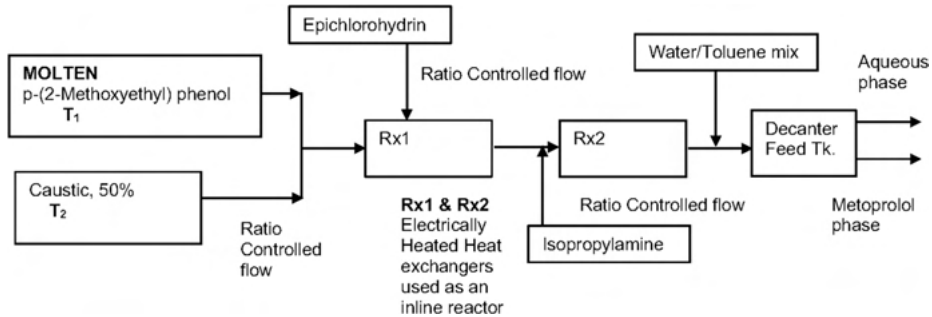 Epichlorohydrin
MOLTEN
p-(2-Methoxyethyl) phenol
T₁
Ratio Controlled flow
Water/Toluene mix
Aqueous
phase
Rx1
Rx2
Decanter
Feed Tk.
Caustic, 50%
T₂
Ratio
Controlled
flow
Rx1 & Rx2
Electrically
Heated Heat
exchangers
used as an
inline reactor
Ratio Controlled flow
Isopropylamine
Metoprolol
phase